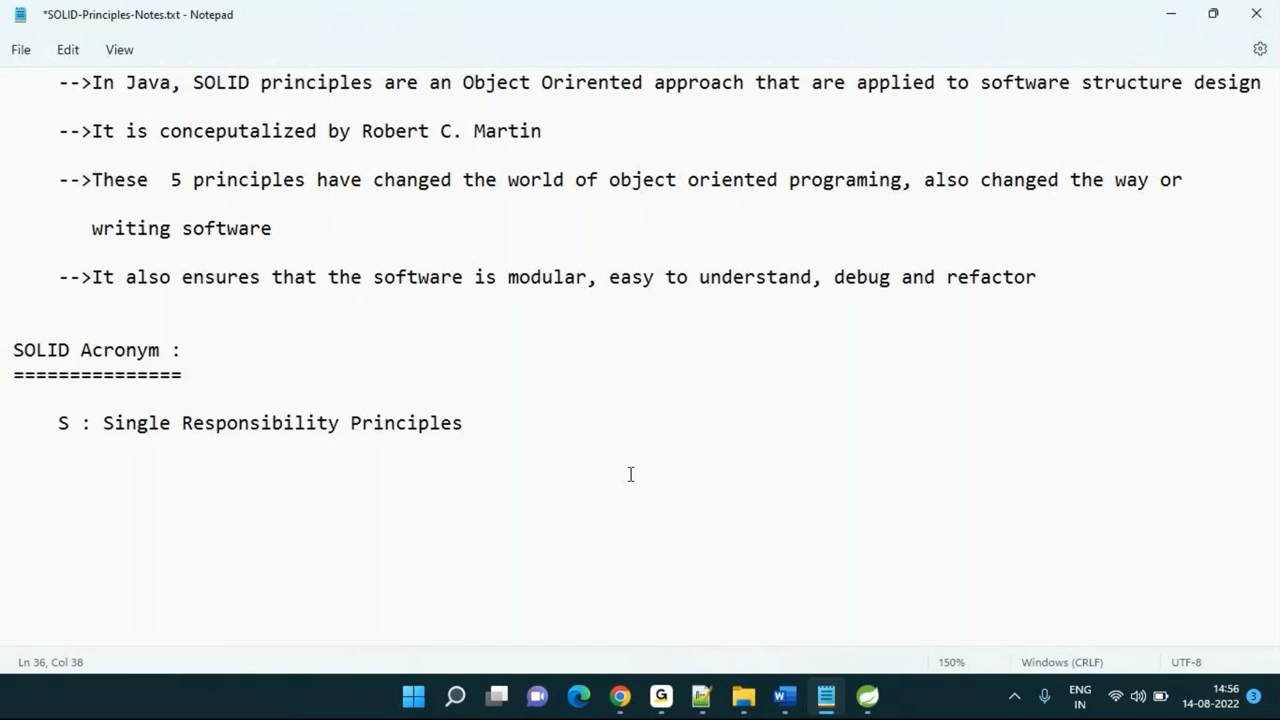 *SOLID-Principles-Notes.txt - Notepad
File Edit View
-->In Java, SOLID principles are an Object Orirented approach that are applied to software structure design
-->It is conceputalized by Robert C. Martin
-->These  5 principles have changed the world of object oriented programing, also changed the way or
writing software
-->It also ensures that the software is modular, easy to understand, debug and refactor
SOLID Acronym :
===============
S : Single Responsibility Principles
Ln 36, Col 38 150% Windows (CRLF) UTF-8
ENG 14:56
IN 14-08-2022 3